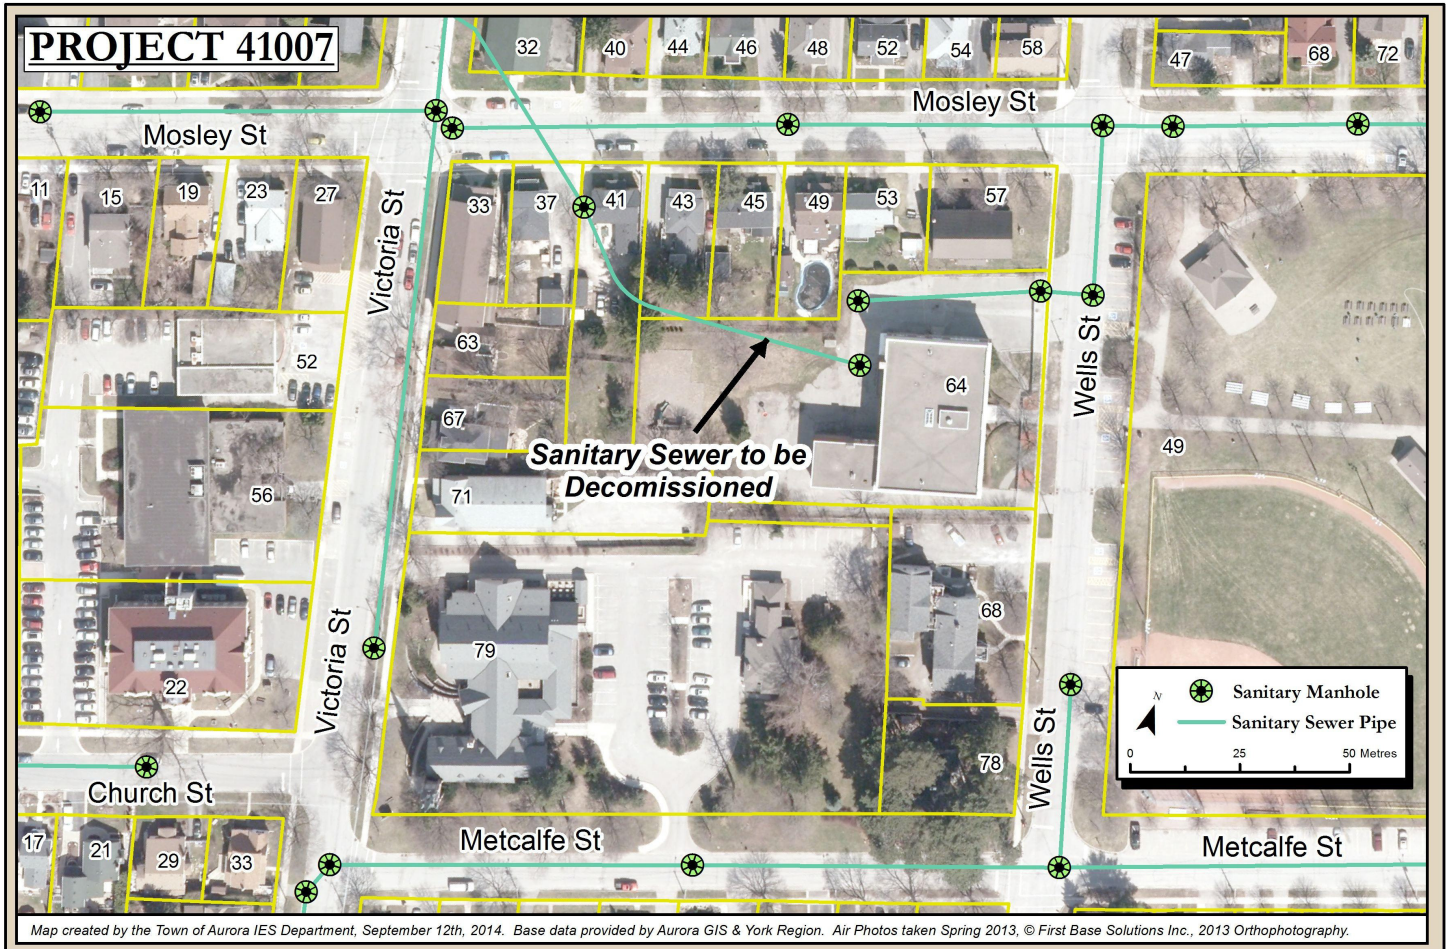 PROJECT 41007
32
40
44
46
48
52
54
58
47
68
72
Mosley St
Mosley St
11
15
19
23
27
Victoria St
33
37
41
43
45
49
53
57
52
63
67
64
Wells St
49
Sanitary Sewer to be
Decomissioned
56
71
22
Victoria St
79
68
78
Wells St
N
Sanitary Manhole
Sanitary Sewer Pipe
0 25 50 Metres
Church St
17
21
29
33
Metcalfe St
Metcalfe St
Map created by the Town of Aurora IES Department, September 12th, 2014. Base data provided by Aurora GIS & York Region. Air Photos taken Spring 2013, © First Base Solutions Inc., 2013 Orthophotography.